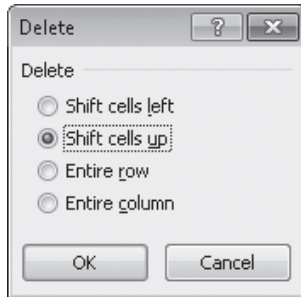 Delete
Delete
Shift cells left
Shift cells up
Entire row
Entire column
OK
Cancel